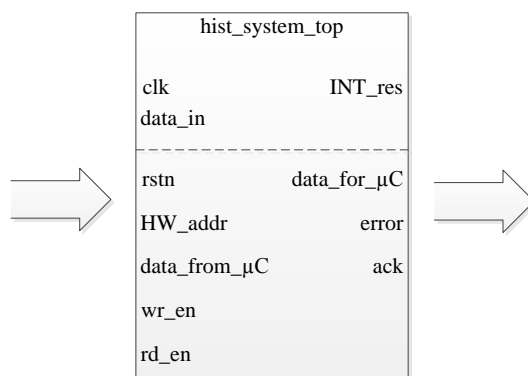 hist_system_top
clk INT_res
data_in
rstn data_for_µC
HW_addr error
data_from_µC ack
wr_en
rd_en